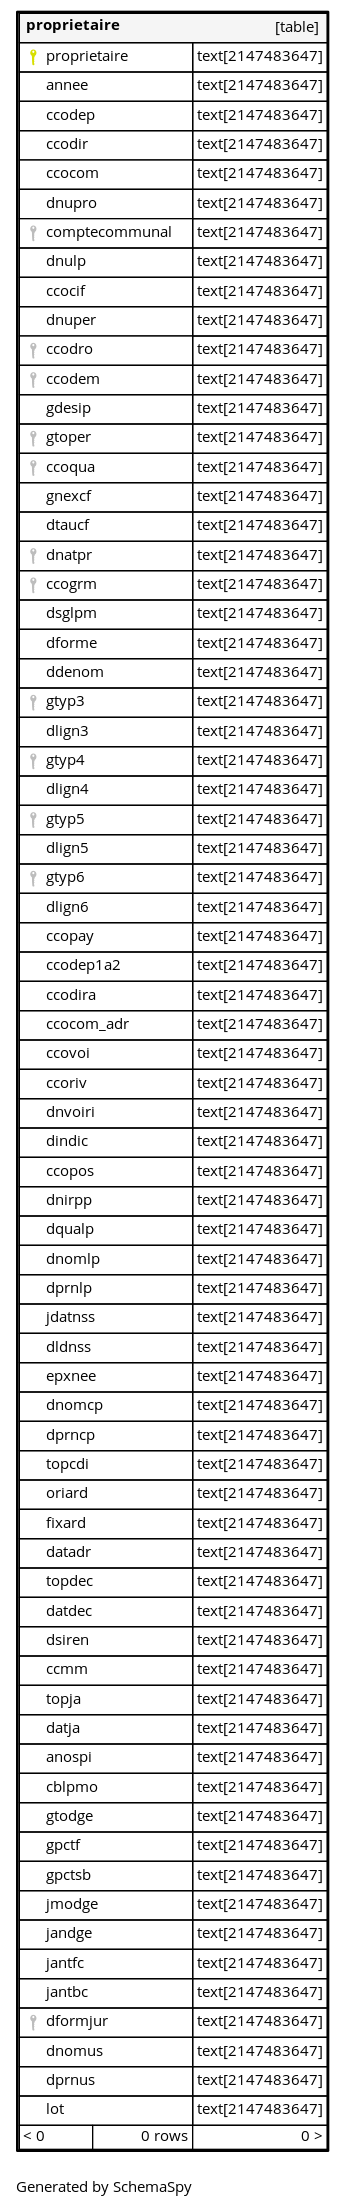 proprietaire [table]
proprietaire text[2147483647]
annee text[2147483647]
ccodep text[2147483647]
ccodir text[2147483647]
ccocom text[2147483647]
dnupro text[2147483647]
comptecommunal text[2147483647]
dnulp text[2147483647]
ccocif text[2147483647]
dnuper text[2147483647]
ccodro text[2147483647]
ccodem text[2147483647]
gdesip text[2147483647]
gtoper text[2147483647]
ccoqua text[2147483647]
gnexcf text[2147483647]
dtaucf text[2147483647]
dnatpr text[2147483647]
ccogrm text[2147483647]
dsglpm text[2147483647]
dforme text[2147483647]
ddenom text[2147483647]
gtyp3 text[2147483647]
dlign3 text[2147483647]
gtyp4 text[2147483647]
dlign4 text[2147483647]
gtyp5 text[2147483647]
dlign5 text[2147483647]
gtyp6 text[2147483647]
dlign6 text[2147483647]
ccopay text[2147483647]
ccodep1a2 text[2147483647]
ccodira text[2147483647]
ccocom_adr text[2147483647]
ccovoi text[2147483647]
ccoriv text[2147483647]
dnvoiri text[2147483647]
dindic text[2147483647]
ccopos text[2147483647]
dnirpp text[2147483647]
dqualp text[2147483647]
dnomlp text[2147483647]
dprnlp text[2147483647]
jdatnss text[2147483647]
dldnss text[2147483647]
epxnee text[2147483647]
dnomcp text[2147483647]
dprncp text[2147483647]
topcdi text[2147483647]
oriard text[2147483647]
fixard text[2147483647]
datadr text[2147483647]
topdec text[2147483647]
datdec text[2147483647]
dsiren text[2147483647]
ccmm text[2147483647]
topja text[2147483647]
datja text[2147483647]
anospi text[2147483647]
cblpmo text[2147483647]
gtodge text[2147483647]
gpctf text[2147483647]
gpctsb text[2147483647]
jmodge text[2147483647]
jandge text[2147483647]
jantfc text[2147483647]
jantbc text[2147483647]
dformjur text[2147483647]
dnomus text[2147483647]
dprnus text[2147483647]
lot text[2147483647]
< 0 0 rows 0 >
Generated by SchemaSpy